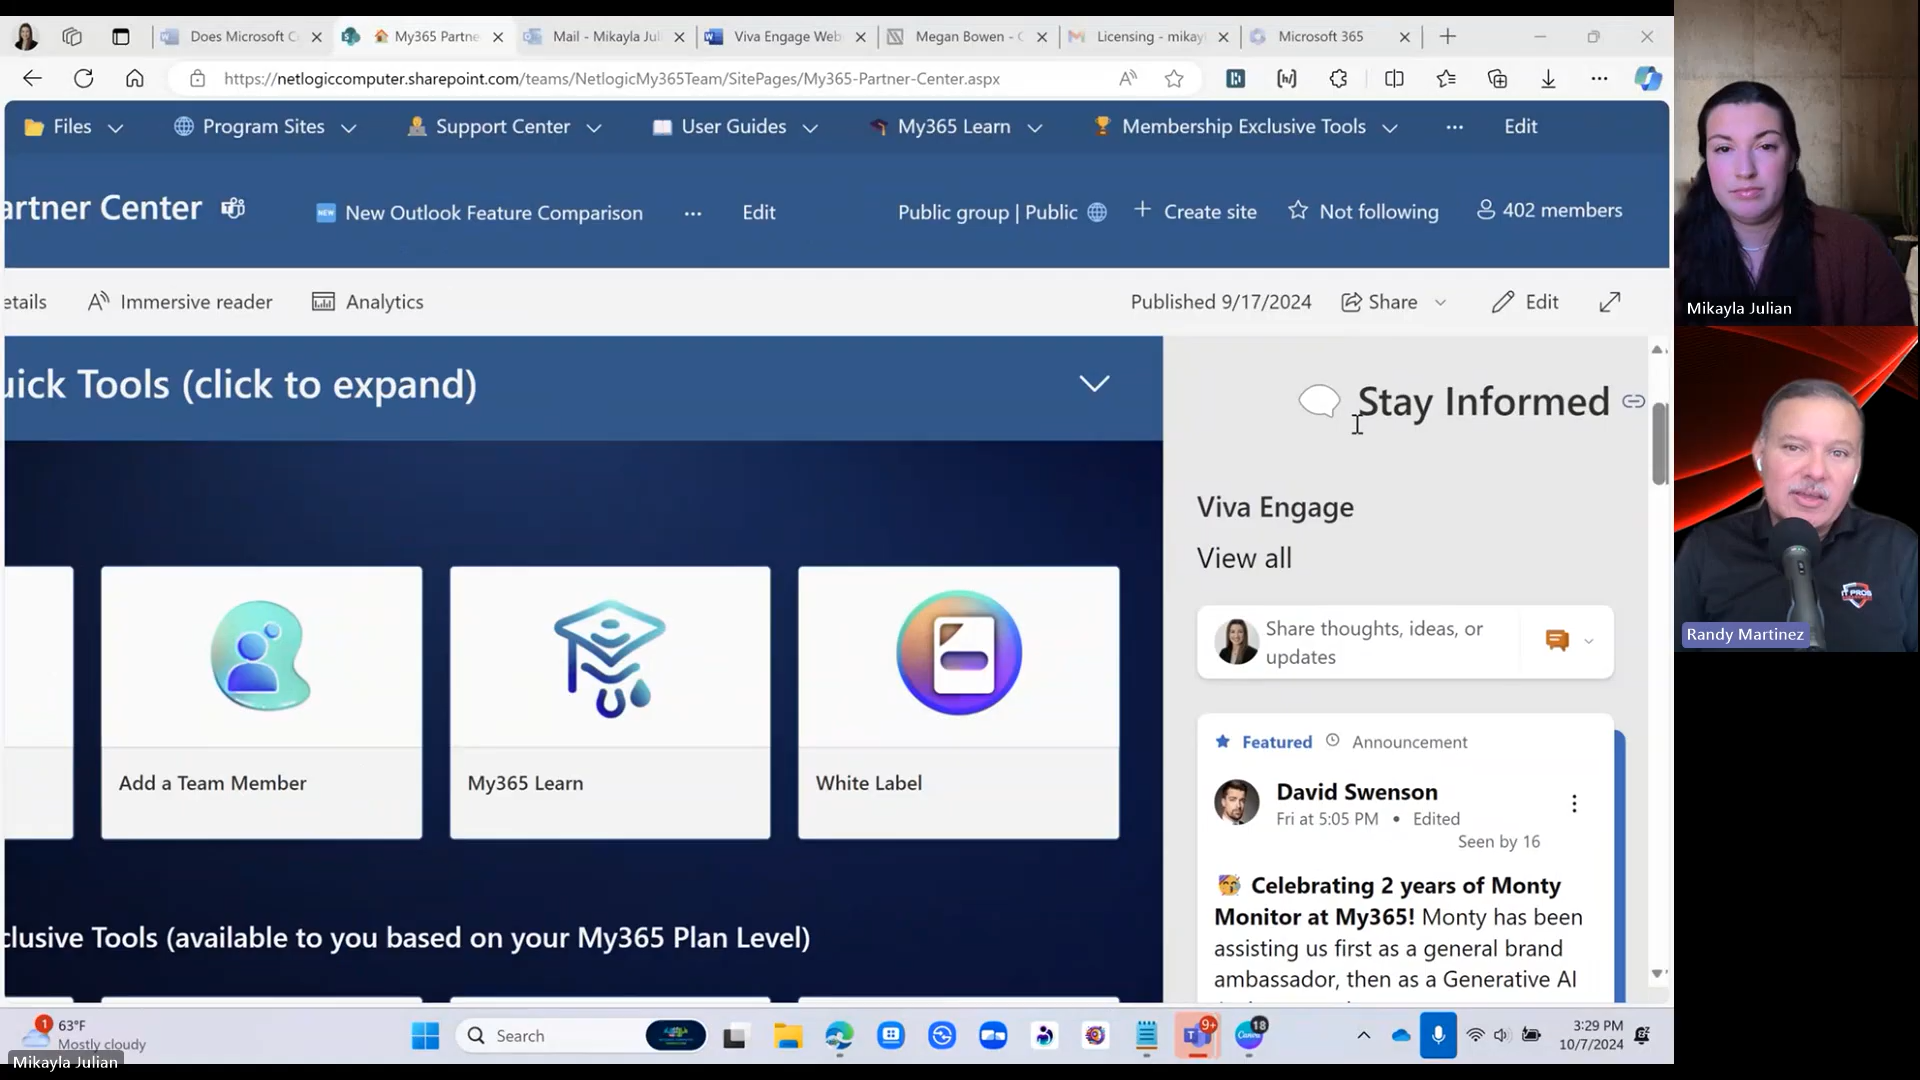 Does Microsoft C
My365 Partne
Mail - Mikayla Jul
Viva Engage Web
Megan Bowen - C
Licensing - mikay
Microsoft 365
https://netlogiccomputer.sharepoint.com/teams/NetlogicMy365Team/SitePages/My365-Partner-Center.aspx
Files
Program Sites
Support Center
User Guides
My365 Learn
Membership Exclusive Tools
...
Edit
artner Center
NEW
New Outlook Feature Comparison
...
Edit
Public group | Public
Create site
Not following
402 members
etails
Immersive reader
Analytics
Published 9/17/2024
Share
Edit
uick Tools (click to expand)
Stay Informed
Viva Engage
View all
Share thoughts, ideas, or
updates
Add a Team Member
My365 Learn
White Label
Featured
Announcement
David Swenson
Fri at 5:05 PM • Edited
Seen by 16
Celebrating 2 years of Monty
Monitor at My365! Monty has been
assisting us first as a general brand
ambassador, then as a Generative AI
clusive Tools (available to you based on your My365 Plan Level)
1
63°F
Mostly cloudy
Search
9+
18
3:29 PM
10/7/2024
Mikayla Julian
Mikayla Julian
IT PROS
Randy Martinez